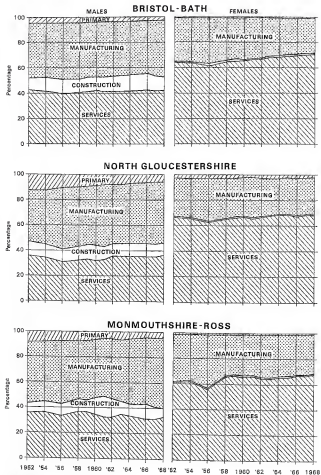 BRISTOL-BATH
MALES FEMALES
100 PRIMARY
80 MANUFACTURING MANUFACTURING
Percentage
60
CONSTRUCTION
40
SERVICES SERVICES
20
0
NORTH GLOUCESTERSHIRE
100
PRIMARY
80
MANUFACTURING MANUFACTURING
Percentage
60
40 CONSTRUCTION
SERVICES SERVICES
20
0
MONMOUTHSHIRE-ROSS
100
PRIMARY
80
MANUFACTURING MANUFACTURING
Percentage
60
CONSTRUCTION
40
SERVICES SERVICES
20
0
1952 '54 '56 '58 1960 '62 '64 '66 '68 '52 '54 '56 '58 1960 '62 '64 '66 1968